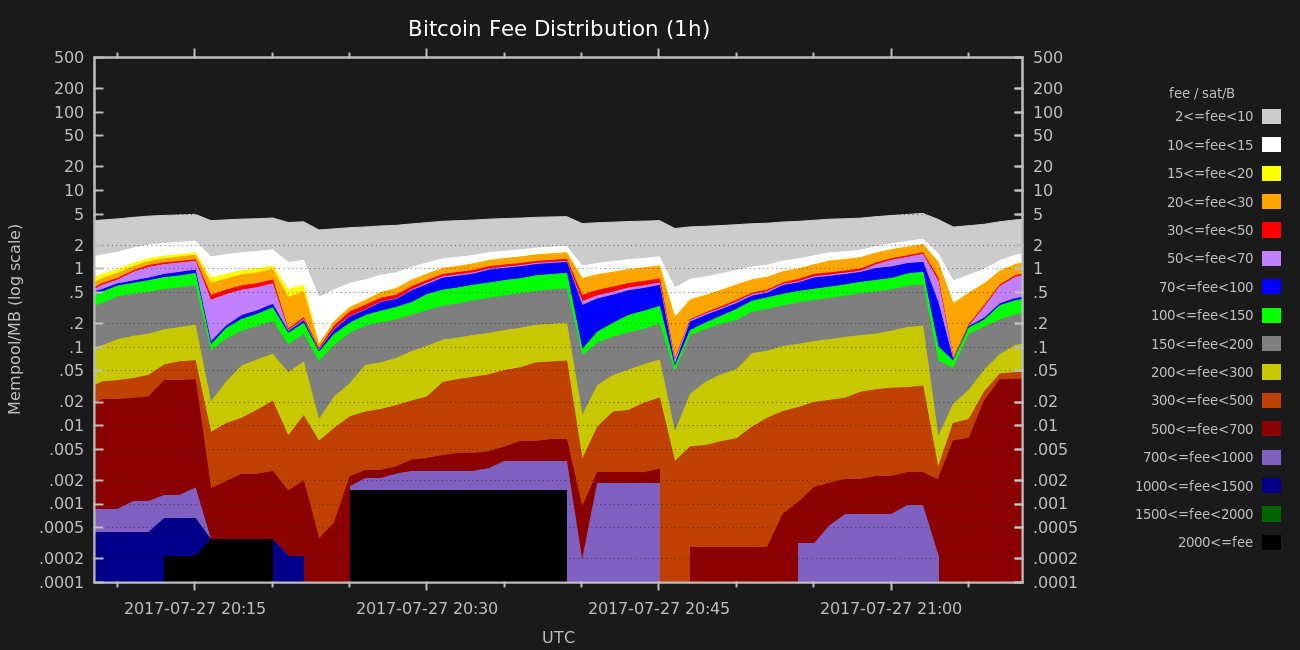 Bitcoin Fee Distribution (1h)
Mempool/MB (log scale)
500
200
100
50
20
10
5
2
1
.5
.2
.1
.05
.02
.01
.005
.002
.001
.0005
.0002
.0001
500
200
100
50
20
10
5
2
1
.5
.2
.1
.05
.02
.01
.005
.002
.001
.0005
.0002
.0001
2017-07-27 20:15
2017-07-27 20:30
2017-07-27 20:45
2017-07-27 21:00
UTC
fee / sat/B
2<=fee<10
10<=fee<15
15<=fee<20
20<=fee<30
30<=fee<50
50<=fee<70
70<=fee<100
100<=fee<150
150<=fee<200
200<=fee<300
300<=fee<500
500<=fee<700
700<=fee<1000
1000<=fee<1500
1500<=fee<2000
2000<=fee